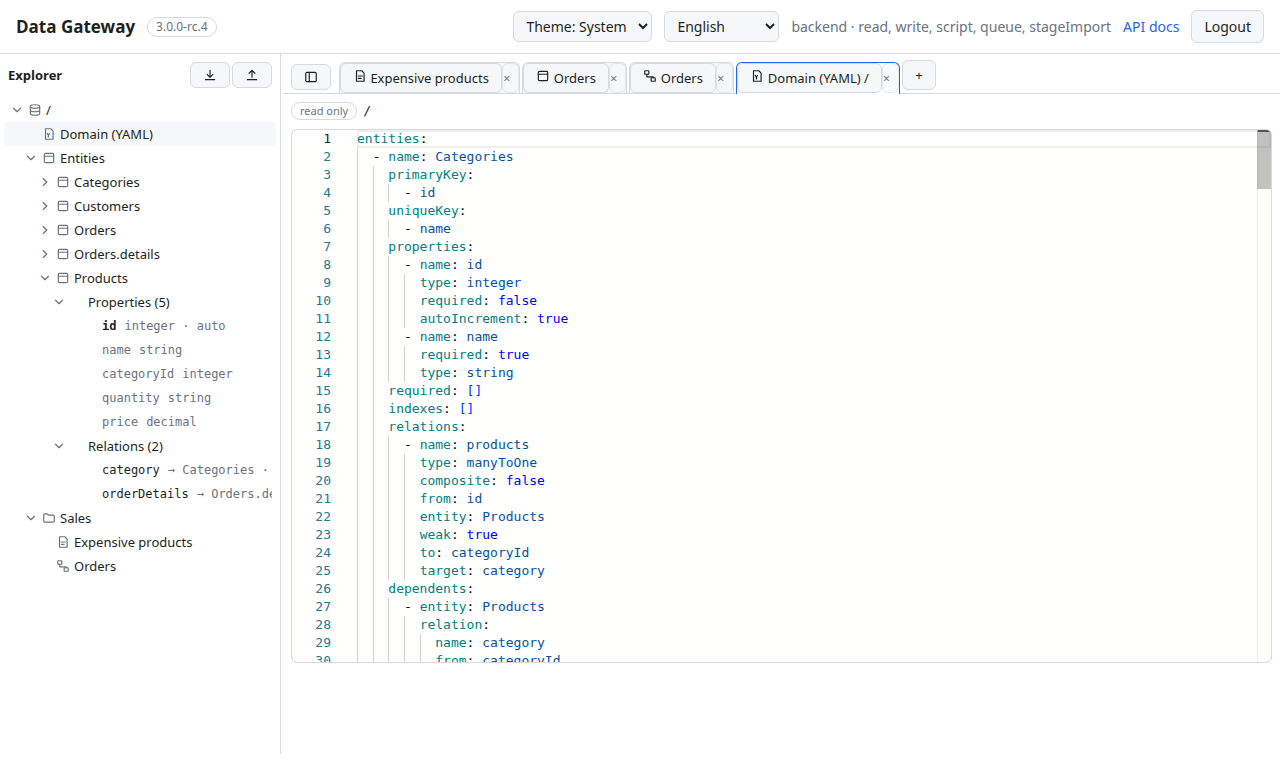 Data Gateway 3.0.0-rc.4 Theme: System English backend · read, write, script, queue, stageImport API docs Logout
Explorer
/
Domain (YAML)
Entities
Categories
Customers
Orders
Orders.details
Products
Properties (5)
id integer · auto
name string
categoryId integer
quantity string
price decimal
Relations (2)
category → Categories ·
orderDetails → Orders.de
Sales
Expensive products
Orders
Expensive products × Orders × Orders × Domain (YAML) / × +
read only /
1 entities:
2 - name: Categories
3 primaryKey:
4 - id
5 uniqueKey:
6 - name
7 properties:
8 - name: id
9 type: integer
10 required: false
11 autoIncrement: true
12 - name: name
13 required: true
14 type: string
15 required: []
16 indexes: []
17 relations:
18 - name: products
19 type: manyToOne
20 composite: false
21 from: id
22 entity: Products
23 weak: true
24 to: categoryId
25 target: category
26 dependents:
27 - entity: Products
28 relation:
29 name: category
30 from: categoryId